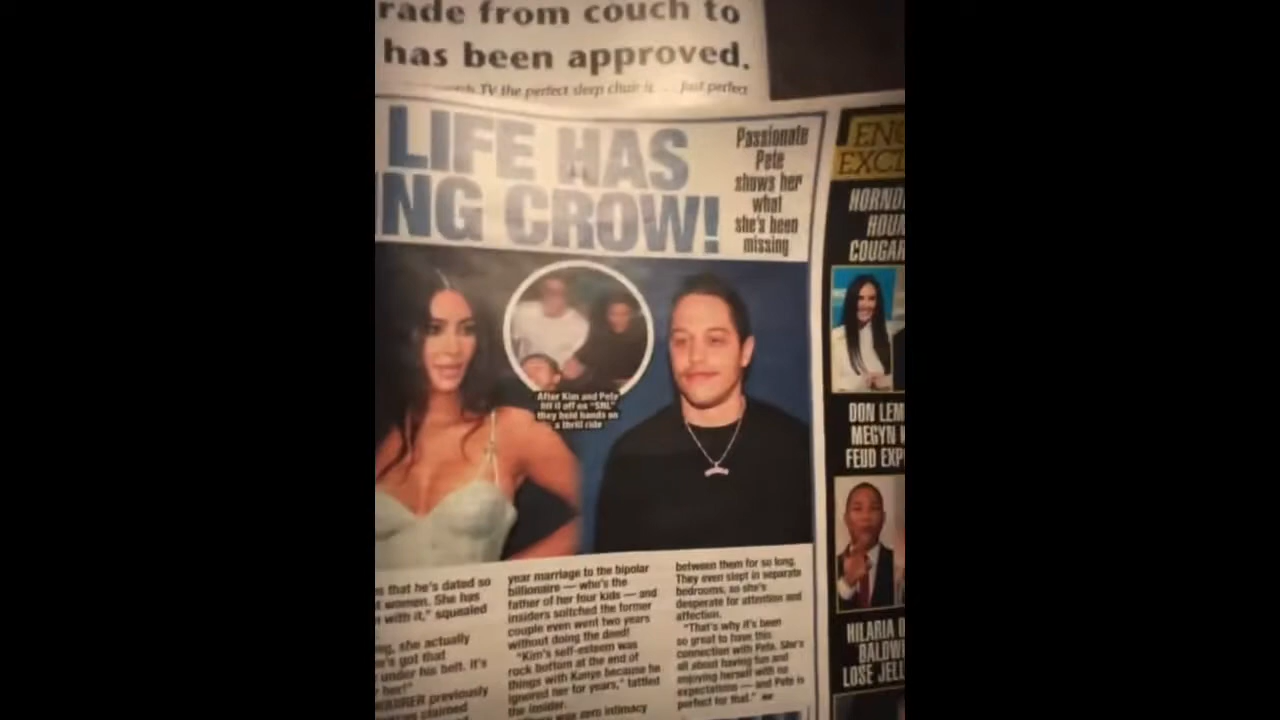 rade from couch to
has been approved.
TV the perfect sleep chair is ... Just perfect
LIFE HAS
NG CROW!
Passionate
Pete
shows her
what
she's been
missing
After Kim and Pete
hit it off on "SNL"
they held hands on
a thrill ride
s that he's dated so
women. She has
with it," squealed
ng, she actually
's got that
under his belt. It's
her!"
previously
claimed
year marriage to the bipolar
billionaire — who's the
father of her four kids — and
insiders snitched the former
couple even went two years
without doing the deed!
"Kim's self-esteem was
rock bottom at the end of
things with Kanye because he
ignored her for years," tattled
the insider.
was zero intimacy
between them for so long.
They even slept in separate
bedrooms, so she's
desperate for attention and
affection.
"That's why it's been
so great to have this
connection with Pete. She's
all about having fun and
enjoying herself with no
expectations — and Pete is
perfect for that."
ENQ
EXCL
HORND
HOUN
COUGAR
DON LEM
MEGYN K
FEUD EXP
HILARIA
BALDWI
LOSE JELL